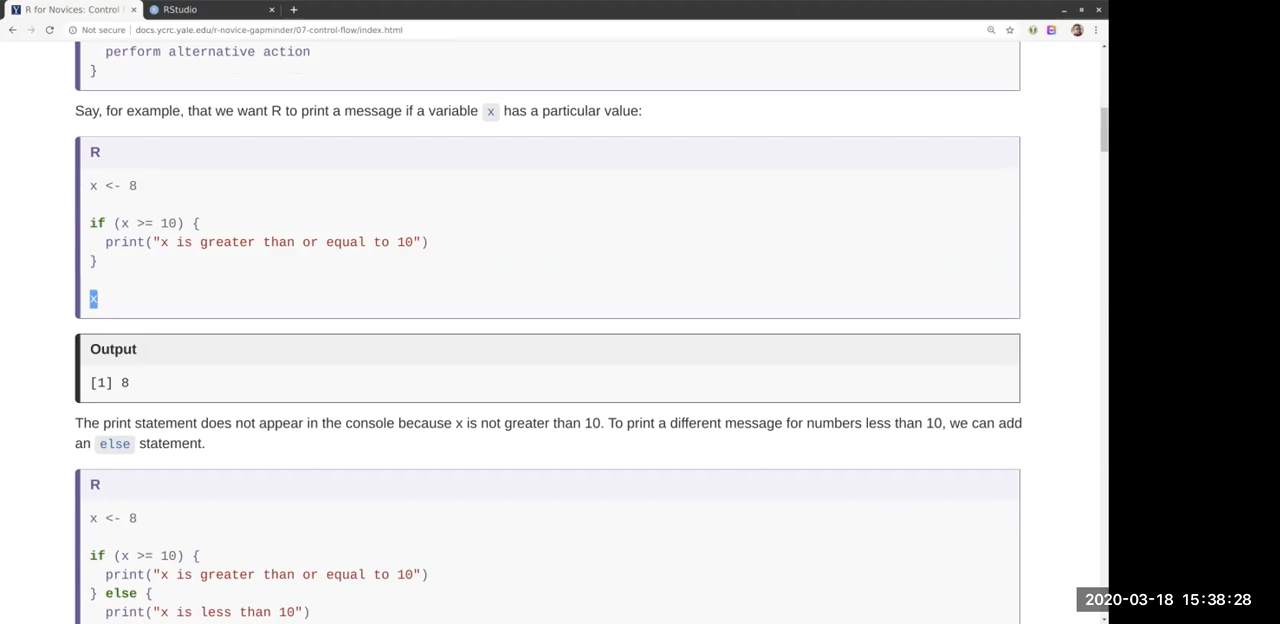 R for Novices: Control
RStudio
Not secure
docs.ycrc.yale.edu/r-novice-gapminder/07-control-flow/index.html
perform alternative action
}
Say, for example, that we want R to print a message if a variable x has a particular value:
R
x <- 8
if (x >= 10) {
print("x is greater than or equal to 10")
}
x
Output
[1] 8
The print statement does not appear in the console because x is not greater than 10. To print a different message for numbers less than 10, we can add
an else statement.
R
x <- 8
if (x >= 10) {
print("x is greater than or equal to 10")
} else {
print("x is less than 10")
2020-03-18 15:38:28